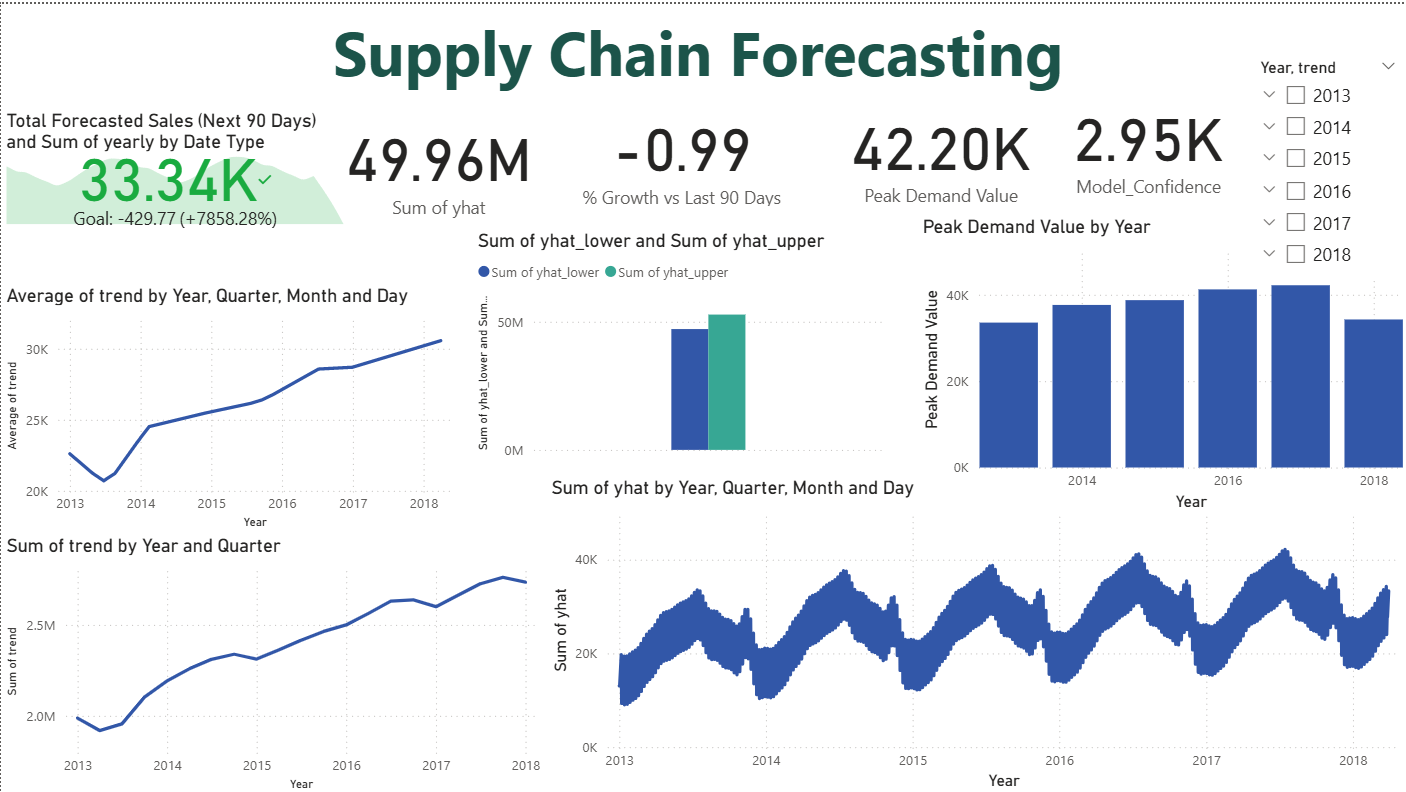 Supply Chain Forecasting
Year, trend
2013
2014
2015
2016
2017
2018
Total Forecasted Sales (Next 90 Days)
and Sum of yearly by Date Type
33.34K
Goal: -429.77 (+7858.28%)
49.96M
Sum of yhat
-0.99
% Growth vs Last 90 Days
42.20K
Peak Demand Value
2.95K
Model_Confidence
Average of trend by Year, Quarter, Month and Day
Average of trend
30K
25K
20K
2013 2014 2015 2016 2017 2018
Year
Sum of yhat_lower and Sum of yhat_upper
Sum of yhat_lower Sum of yhat_upper
Sum of yhat_lower and Sum...
50M
0M
Peak Demand Value by Year
Peak Demand Value
40K
20K
0K
2014 2016 2018
Year
Sum of trend by Year and Quarter
Sum of trend
2.5M
2.0M
2013 2014 2015 2016 2017 2018
Year
Sum of yhat by Year, Quarter, Month and Day
Sum of yhat
40K
20K
0K
2013 2014 2015 2016 2017 2018
Year